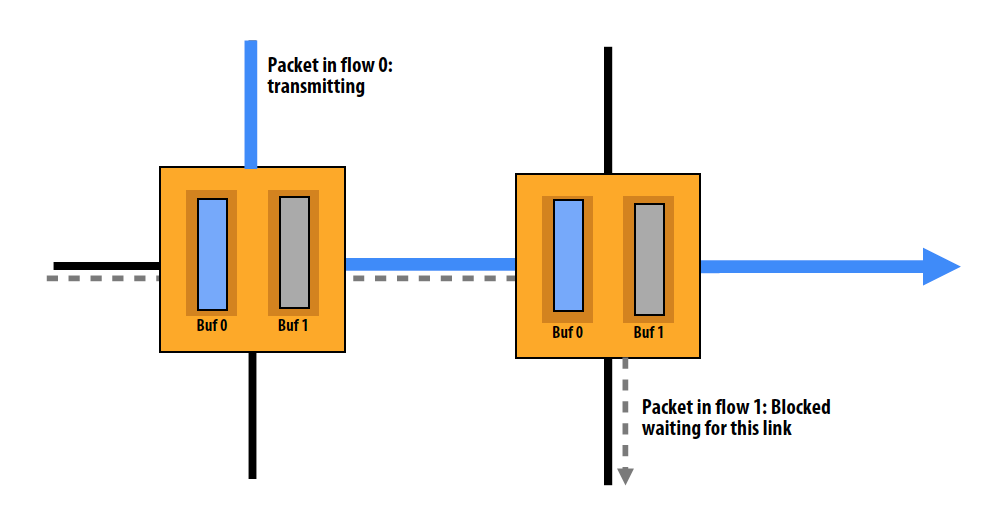 Packet in flow 0:
transmitting
Buf 0
Buf 1
Buf 0
Buf 1
Packet in flow 1: Blocked
waiting for this link